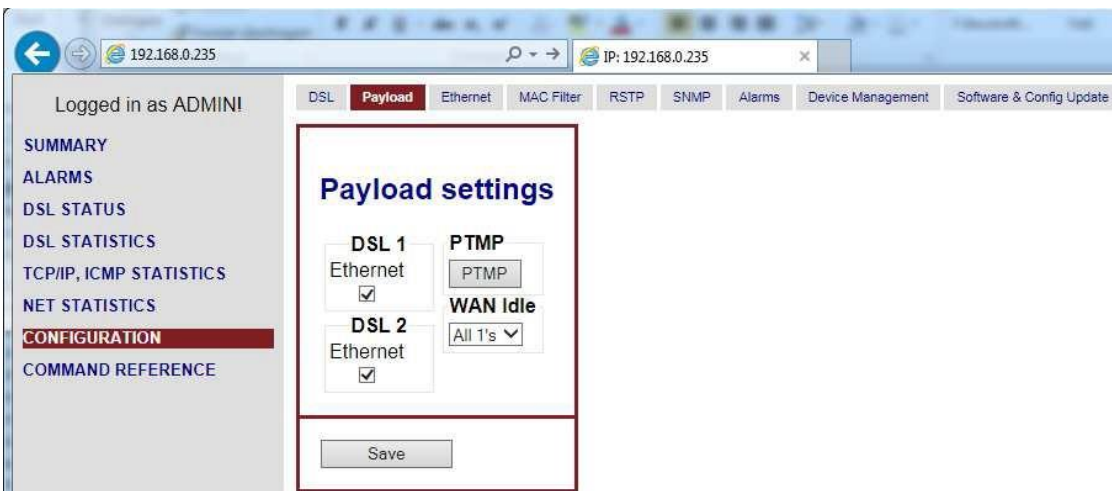 192.168.0.235
IP: 192.168.0.235
Logged in as ADMIN!
SUMMARY
ALARMS
DSL STATUS
DSL STATISTICS
TCP/IP, ICMP STATISTICS
NET STATISTICS
CONFIGURATION
COMMAND REFERENCE
DSL Payload Ethernet MAC Filter RSTP SNMP Alarms Device Management Software & Config Update
Payload settings
DSL 1
Ethernet
DSL 2
Ethernet
PTMP
PTMP
WAN Idle
All 1's
Save